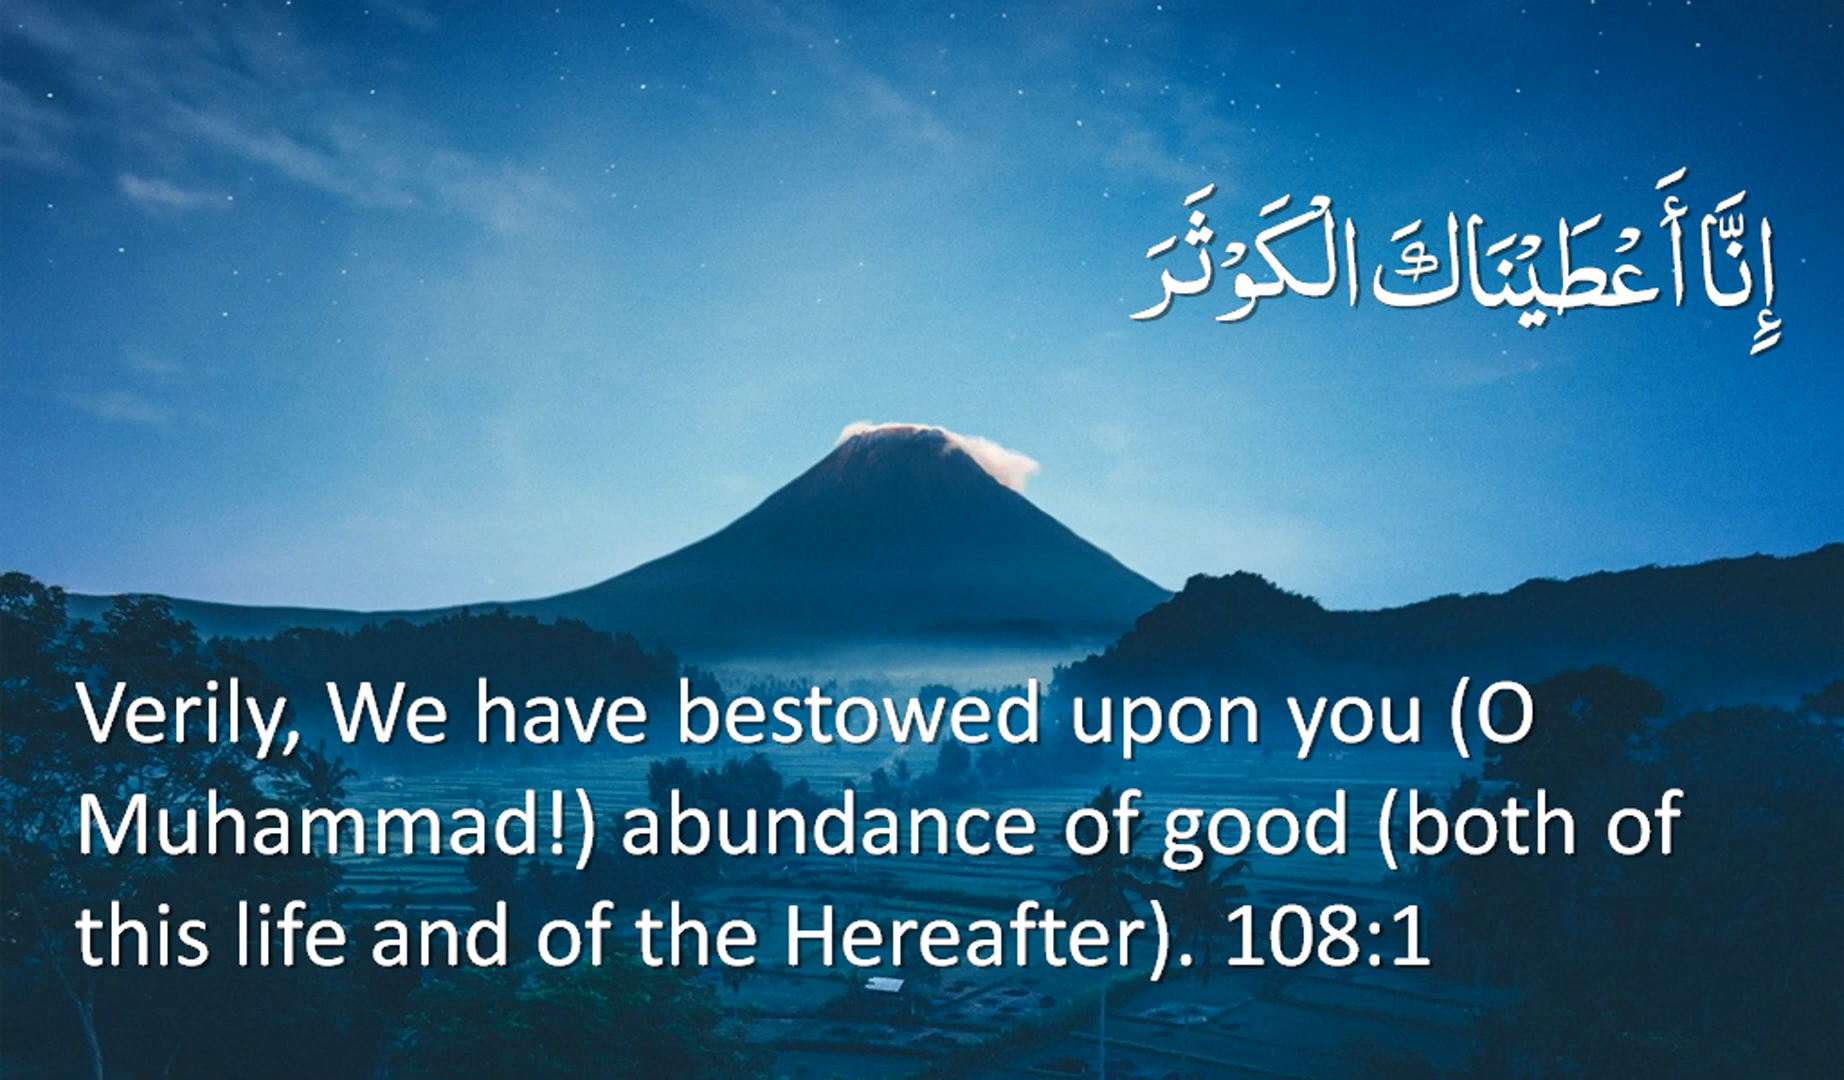 إِنَّا أَعْطَيْنَاكَ الْكَوْثَرَ
Verily, We have bestowed upon you (O
Muhammad!) abundance of good (both of
this life and of the Hereafter). 108:1